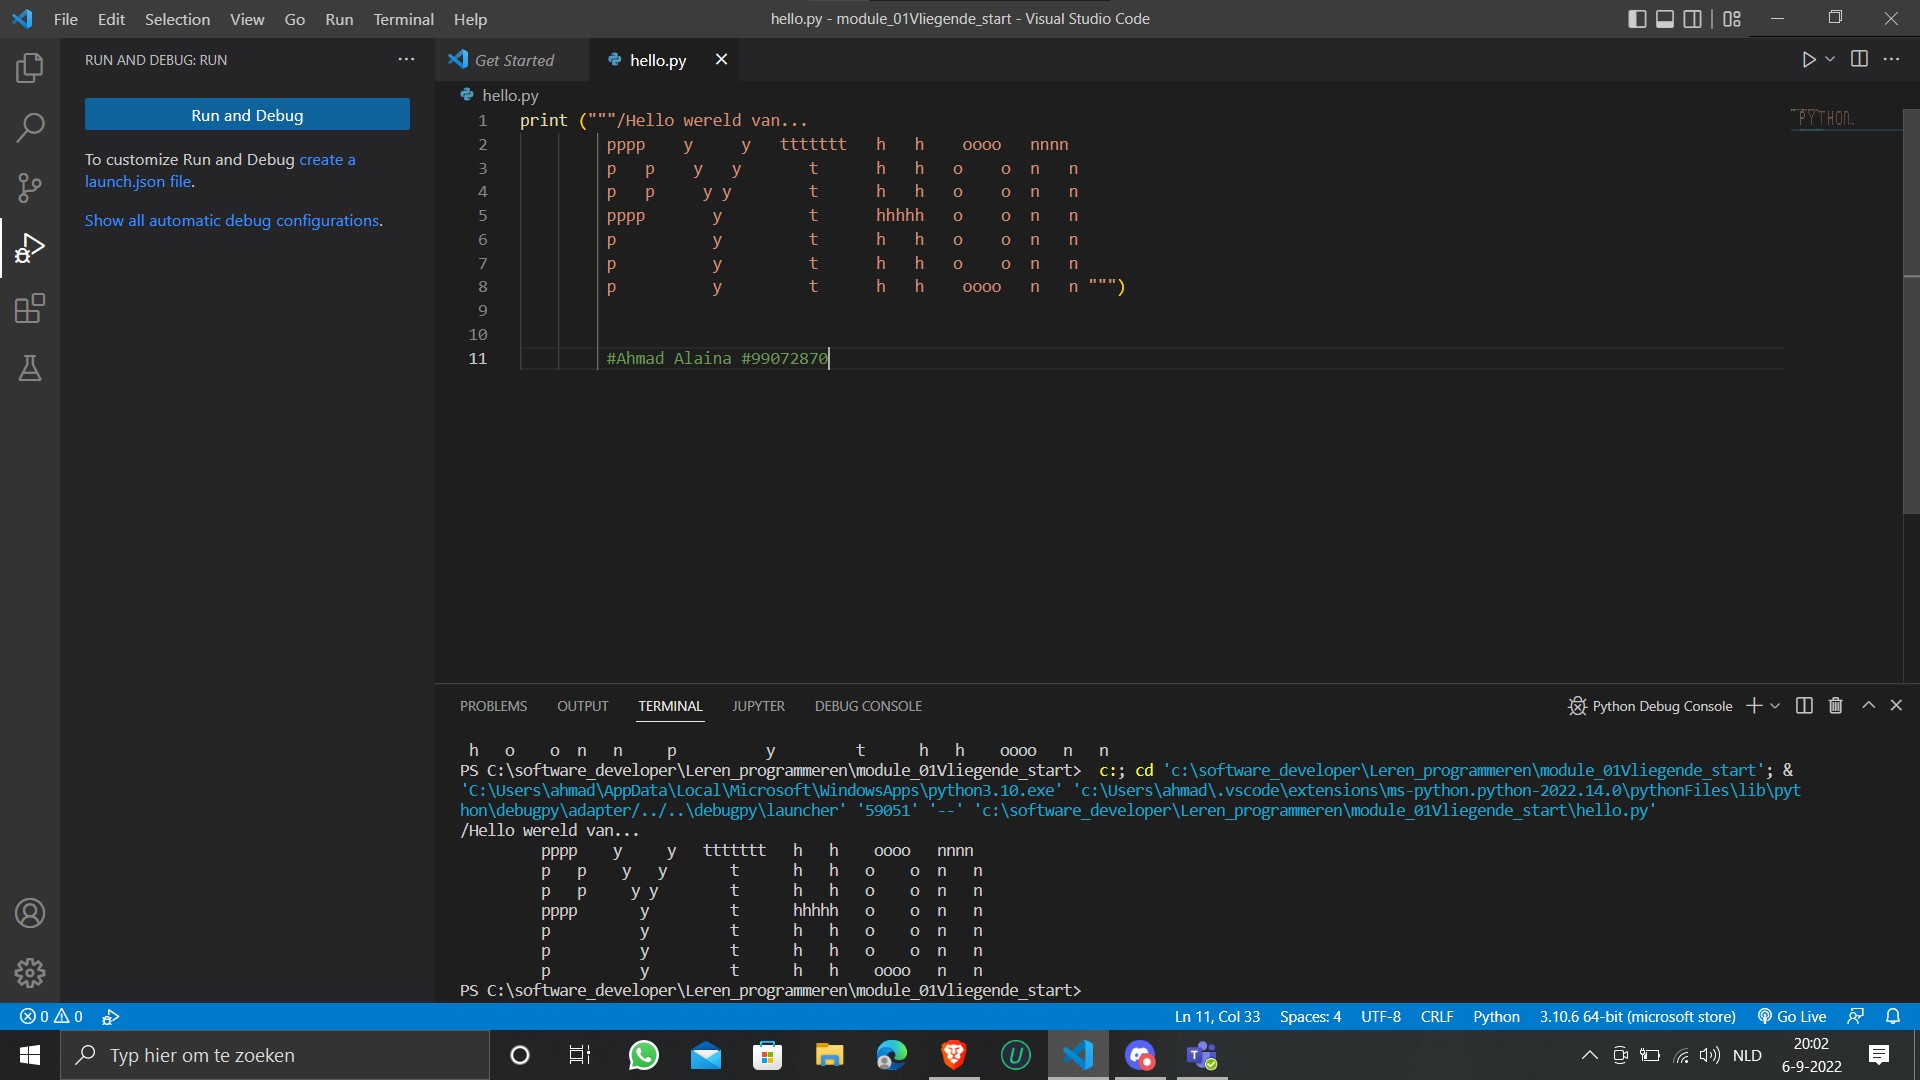 File Edit Selection View Go Run Terminal Help hello.py - module_01Vliegende_start - Visual Studio Code
RUN AND DEBUG: RUN
Run and Debug
To customize Run and Debug create a
launch.json file.
Show all automatic debug configurations.
Get Started hello.py
hello.py
1 print ("""/Hello wereld van...
2          pppp    y     y   ttttttt   h   h    oooo   nnnn
3          p   p    y   y       t      h   h   o    o  n   n
4          p   p     y y        t      h   h   o    o  n   n
5          pppp       y         t      hhhhh   o    o  n   n
6          p          y         t      h   h   o    o  n   n
7          p          y         t      h   h   o    o  n   n
8          p          y         t      h   h    oooo   n   n """)
9
10
11         #Ahmad Alaina #99072870
PROBLEMS OUTPUT TERMINAL JUPYTER DEBUG CONSOLE Python Debug Console
 h   o    o  n   n     p          y         t      h   h    oooo   n   n
PS C:\software_developer\Leren_programmeren\module_01Vliegende_start>  c:; cd 'c:\software_developer\Leren_programmeren\module_01Vliegende_start'; &
'C:\Users\ahmad\AppData\Local\Microsoft\WindowsApps\python3.10.exe' 'c:\Users\ahmad\.vscode\extensions\ms-python.python-2022.14.0\pythonFiles\lib\pyt
hon\debugpy\adapter/../..\debugpy\launcher' '59051' '--' 'c:\software_developer\Leren_programmeren\module_01Vliegende_start\hello.py'
/Hello wereld van...
         pppp    y     y   ttttttt   h   h    oooo   nnnn
         p   p    y   y       t      h   h   o    o  n   n
         p   p     y y        t      h   h   o    o  n   n
         pppp       y         t      hhhhh   o    o  n   n
         p          y         t      h   h   o    o  n   n
         p          y         t      h   h   o    o  n   n
         p          y         t      h   h    oooo   n   n
PS C:\software_developer\Leren_programmeren\module_01Vliegende_start>
0 0 Ln 11, Col 33 Spaces: 4 UTF-8 CRLF Python 3.10.6 64-bit (microsoft store) Go Live
Typ hier om te zoeken NLD 20:02
6-9-2022